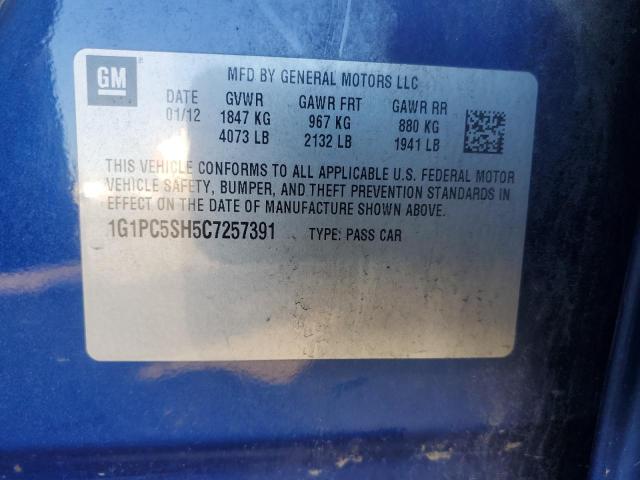 GM
MFD BY GENERAL MOTORS LLC
DATE GVWR GAWR FRT GAWR RR
01/12 1847 KG 967 KG 880 KG
4073 LB 2132 LB 1941 LB
THIS VEHICLE CONFORMS TO ALL APPLICABLE U.S. FEDERAL MOTOR
VEHICLE SAFETY, BUMPER, AND THEFT PREVENTION STANDARDS IN
EFFECT ON THE DATE OF MANUFACTURE SHOWN ABOVE.
1G1PC5SH5C7257391 TYPE: PASS CAR